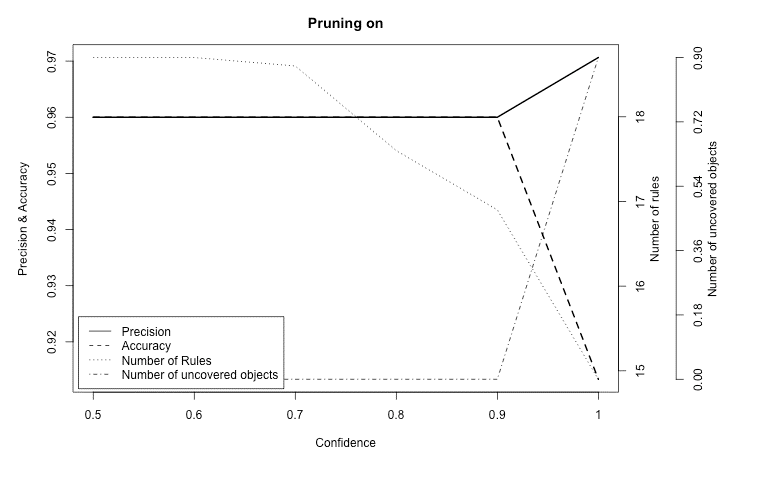 Pruning on
Precision & Accuracy
0.97
0.96
0.95
0.94
0.93
0.92
Precision
Accuracy
Number of Rules
Number of uncovered objects
0.5 0.6 0.7 0.8 0.9 1
Confidence
18
17
16
15
Number of rules
0.90
0.72
0.54
0.36
0.18
0.00
Number of uncovered objects